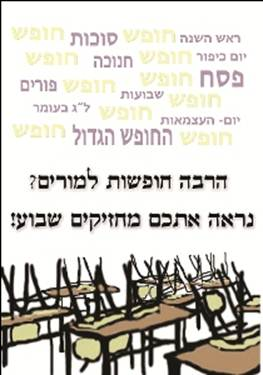 ראש השנה חופש סוכות
יום כיפור חופש חנוכה חופש
פסח חופש
חופש שבועות חופש פורים
ל"ג בעומר חופש
יום- העצמאות
חופש החופש הגדול חופש
הרבה חופשות למורים?
נראה אתכם מחזיקים שבוע!